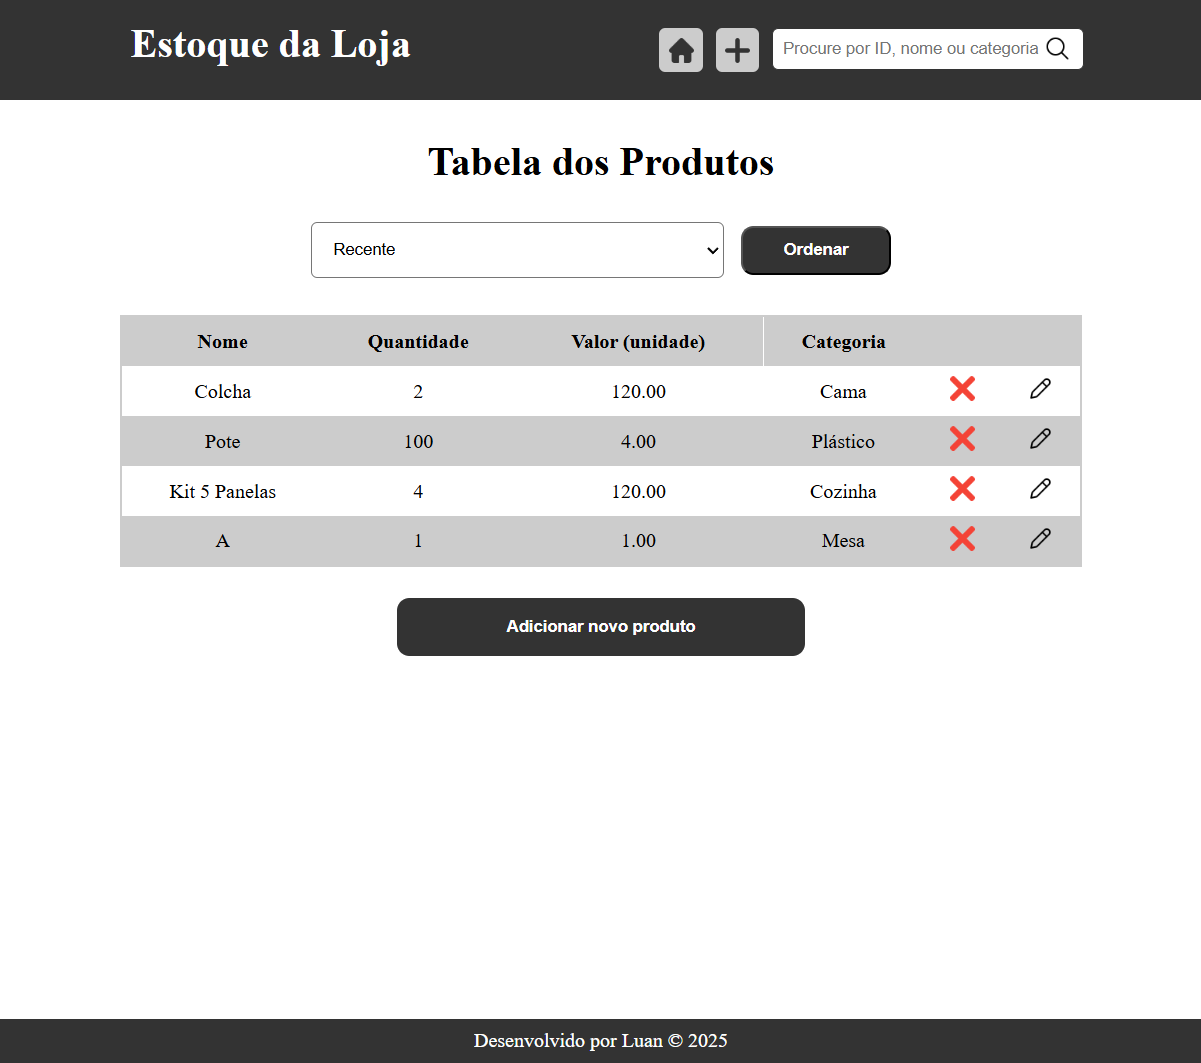 Estoque da Loja
Procure por ID, nome ou categoria
Tabela dos Produtos
Recente
Ordenar
Nome Quantidade Valor (unidade) Categoria
Colcha 2 120.00 Cama
Pote 100 4.00 Plástico
Kit 5 Panelas 4 120.00 Cozinha
A 1 1.00 Mesa
Adicionar novo produto
Desenvolvido por Luan © 2025